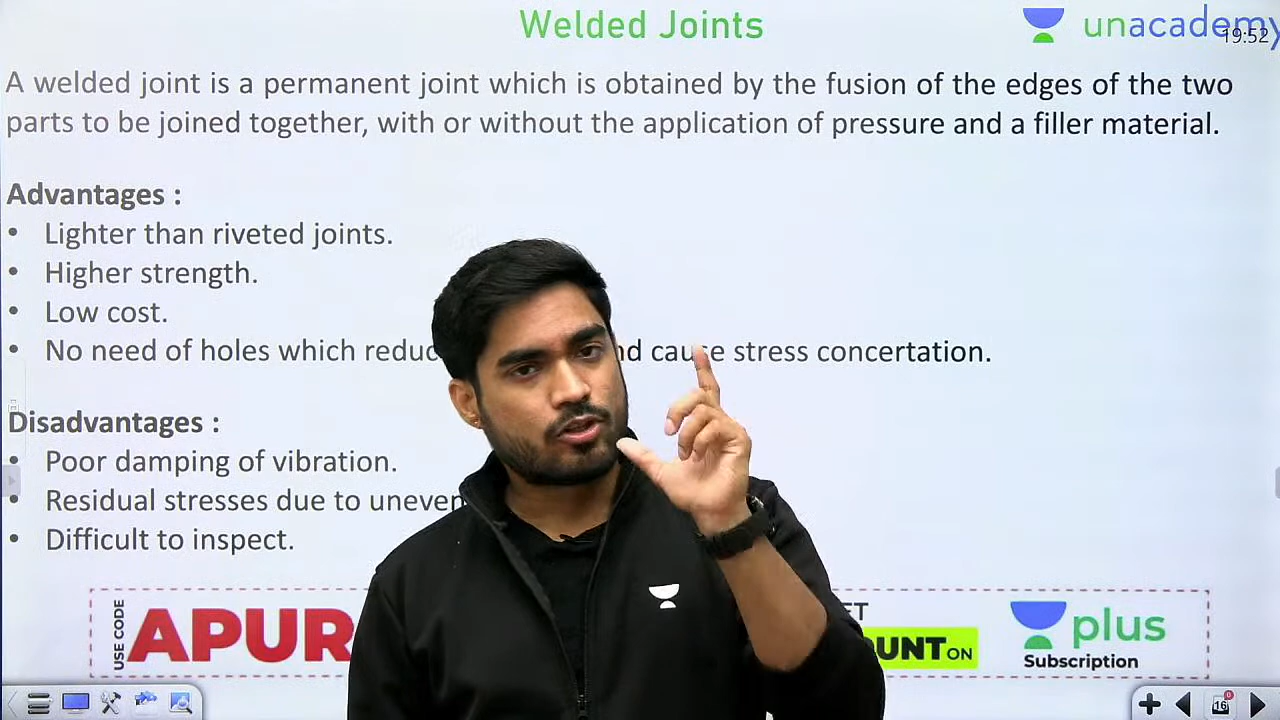 Welded Joints
unacademy
19:52
A welded joint is a permanent joint which is obtained by the fusion of the edges of the two
parts to be joined together, with or without the application of pressure and a filler material.
Advantages :
• Lighter than riveted joints.
• Higher strength.
• Low cost.
• No need of holes which reduc nd cause stress concertation.
Disadvantages :
• Poor damping of vibration.
• Residual stresses due to uneven
• Difficult to inspect.
USE CODE
APUR
ET
UNT ON
plus
Subscription
16
0